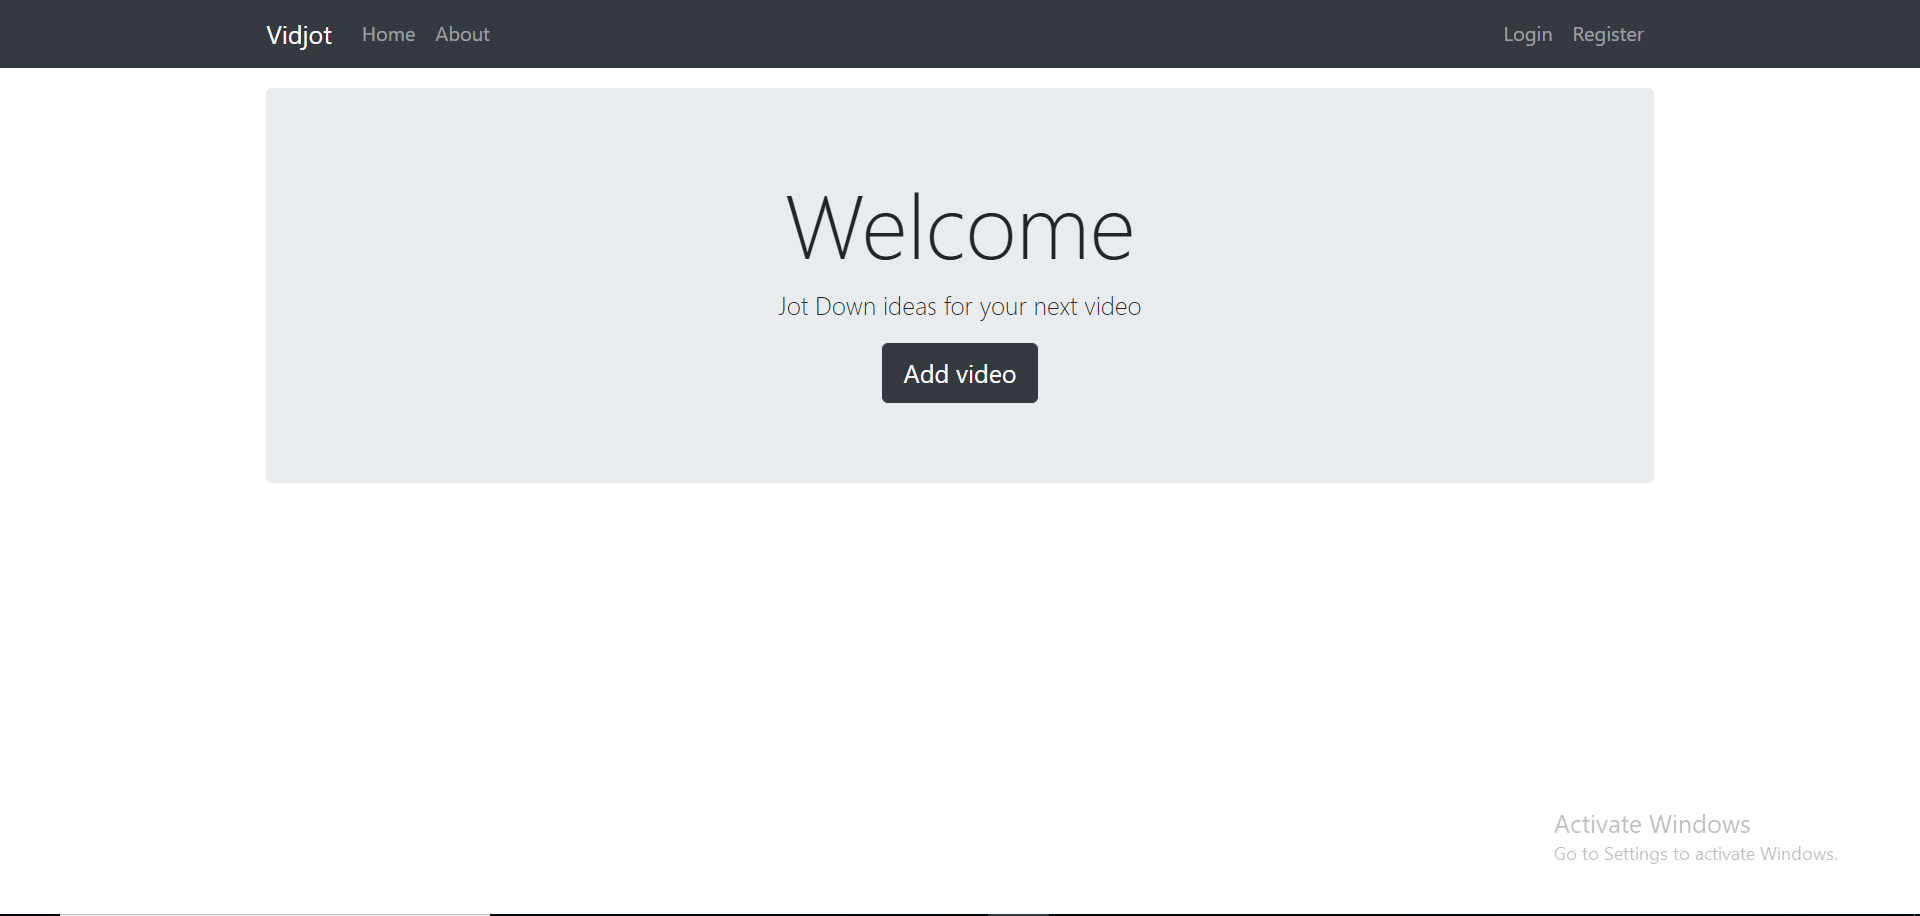 Vidjot Home About Login Register
Welcome
Jot Down ideas for your next video
Add video
Activate Windows
Go to Settings to activate Windows.